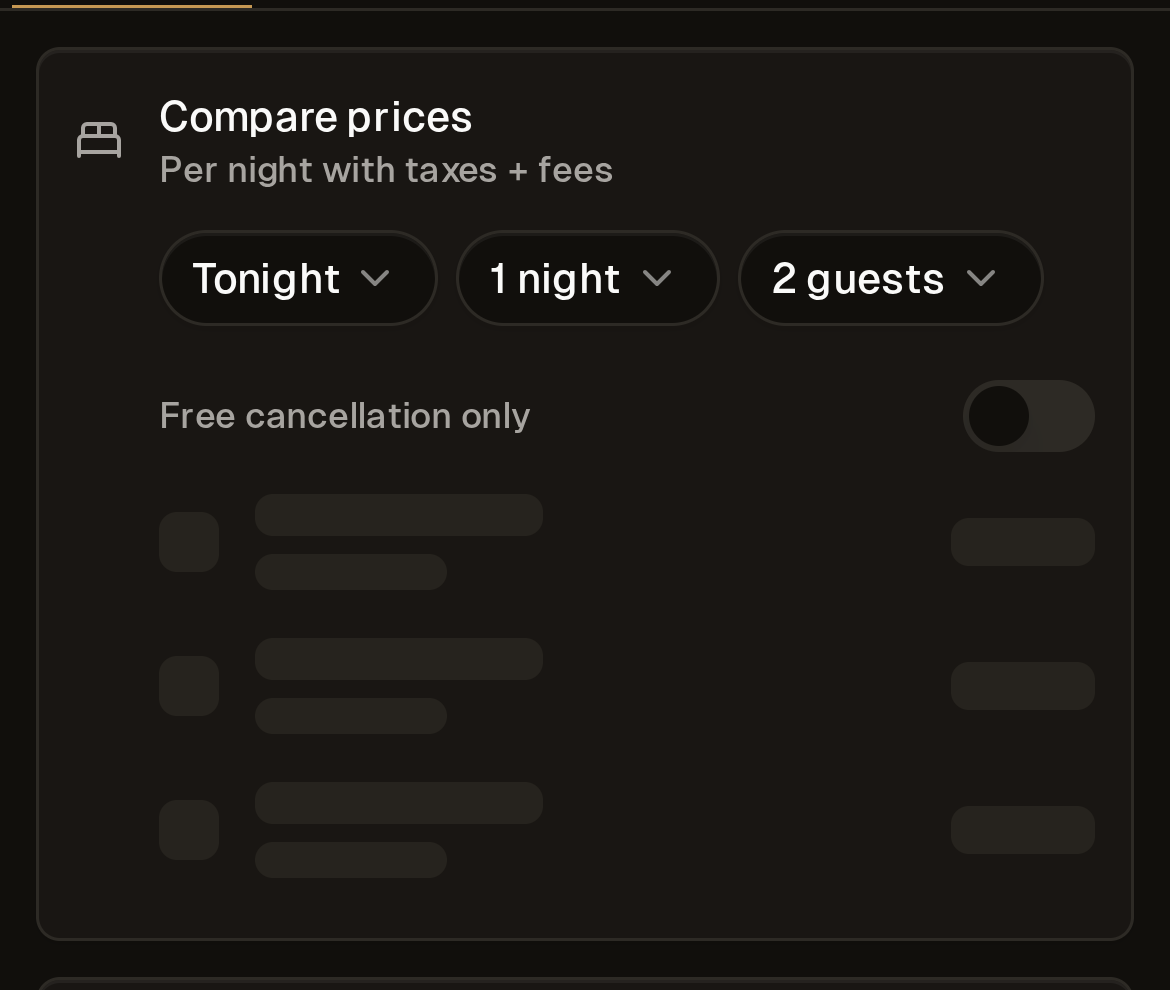 Compare prices
Per night with taxes + fees
Tonight 1 night 2 guests
Free cancellation only